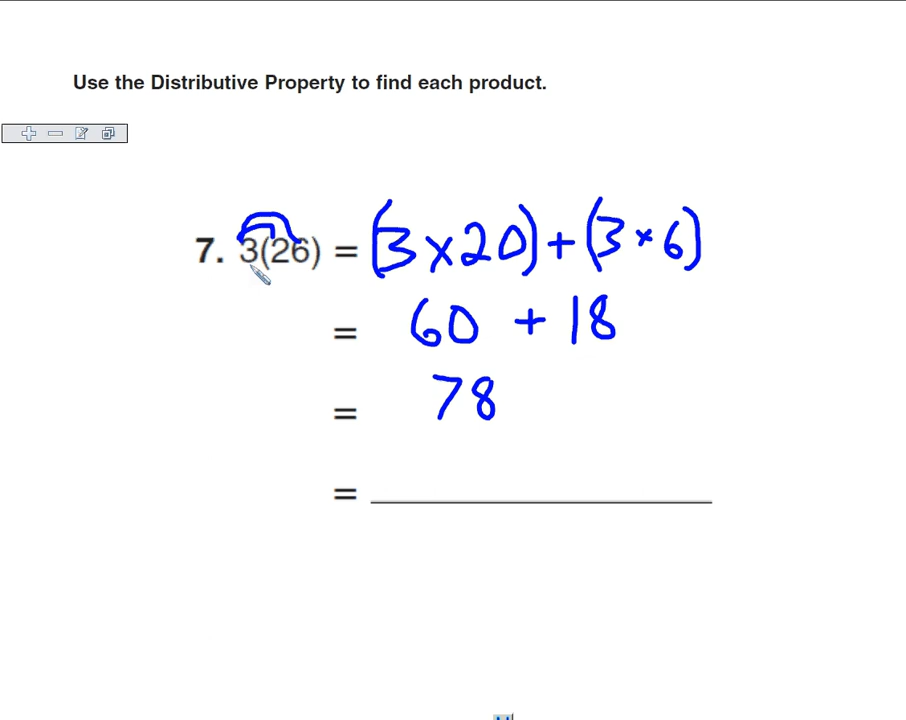 Use the Distributive Property to find each product.
7. 3(26) = (3 × 20) + (3 × 6)
= 60 + 18
= 78
=